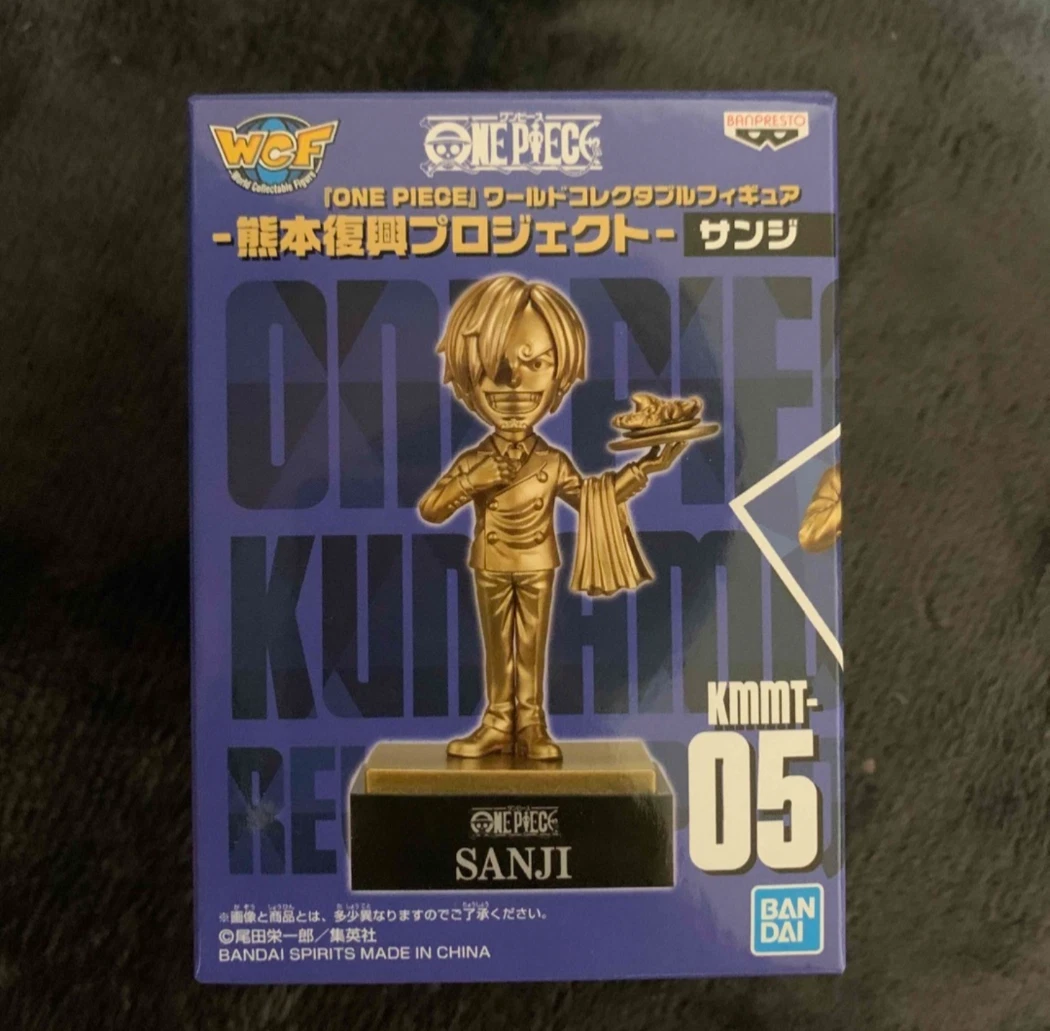 WCF
World Collectable Figure
ワンピース
ONE PIECE
BANPRESTO
『ONE PIECE』ワールドコレクタブルフィギュア
-熊本復興プロジェクト- サンジ
KMMT-
05
ワンピース
ONE PIECE
SANJI
※画像と商品とは、多少異なりますのでご了承ください。
©尾田栄一郎／集英社
BANDAI SPIRITS MADE IN CHINA
BAN
DAI